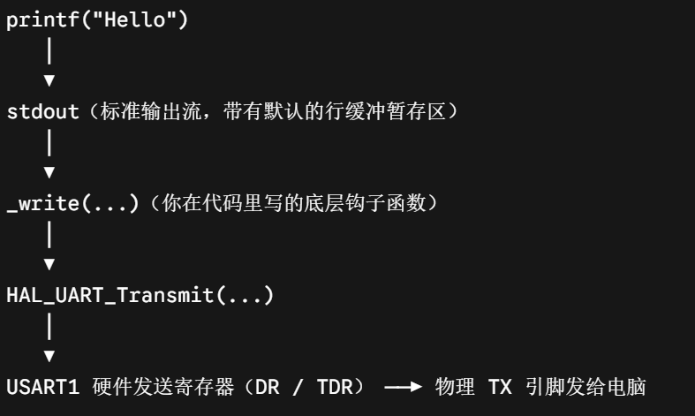 printf("Hello")
│
▼
stdout（标准输出流，带有默认的行缓冲暂存区）
│
▼
_write(...)（你在代码里写的底层钩子函数）
│
▼
HAL_UART_Transmit(...)
│
▼
USART1 硬件发送寄存器（DR / TDR） ──► 物理 TX 引脚发给电脑